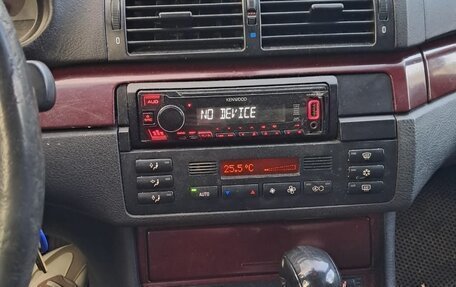 KENWOOD
AUD
NO DEVICE
25.5°C
AUTO